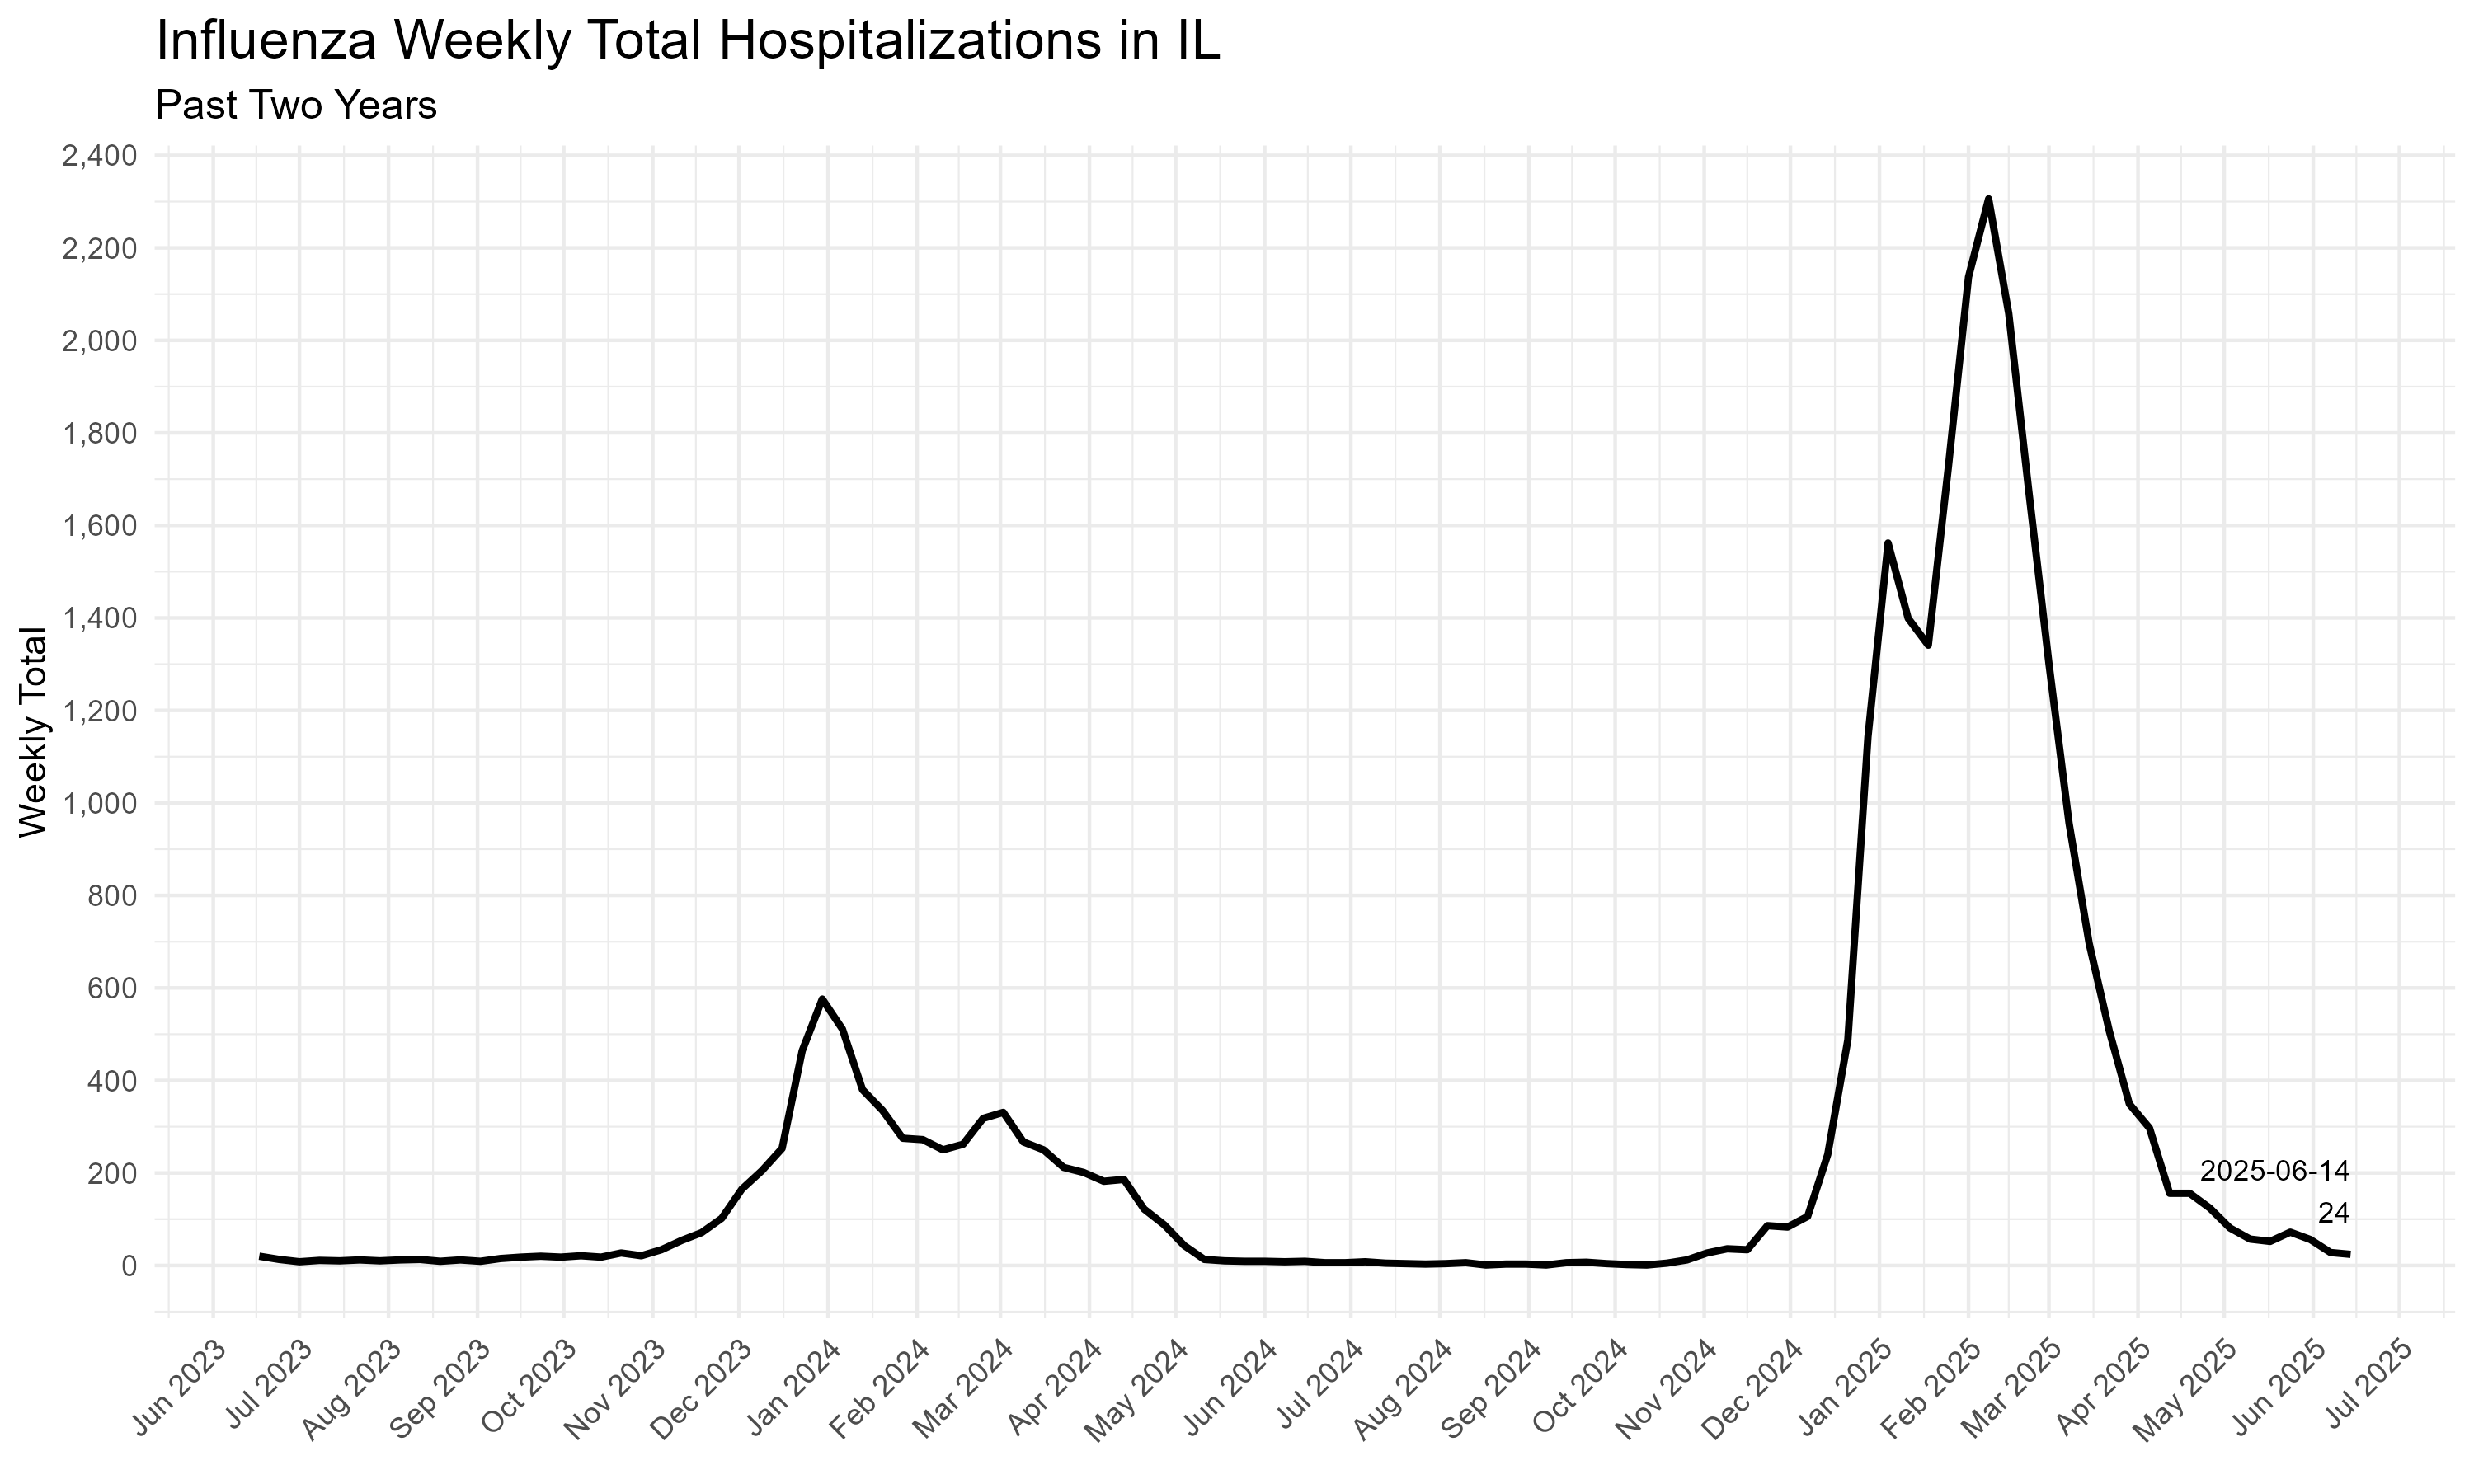 Influenza Weekly Total Hospitalizations in IL
Past Two Years
Weekly Total
2,400
2,200
2,000
1,800
1,600
1,400
1,200
1,000
800
600
400
200
0
2025-06-14
24
Jun 2023
Jul 2023
Aug 2023
Sep 2023
Oct 2023
Nov 2023
Dec 2023
Jan 2024
Feb 2024
Mar 2024
Apr 2024
May 2024
Jun 2024
Jul 2024
Aug 2024
Sep 2024
Oct 2024
Nov 2024
Dec 2024
Jan 2025
Feb 2025
Mar 2025
Apr 2025
May 2025
Jun 2025
Jul 2025